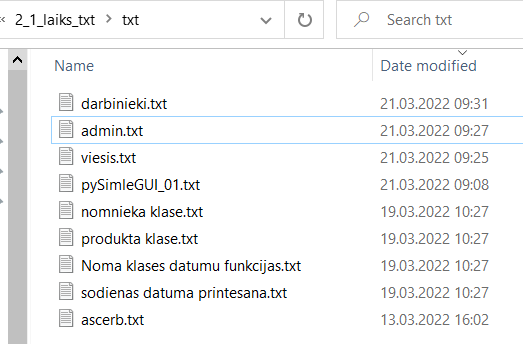 « 2_1_laiks_txt › txt Search txt
Name Date modified
darbinieki.txt 21.03.2022 09:31
admin.txt 21.03.2022 09:27
viesis.txt 21.03.2022 09:25
pySimleGUI_01.txt 21.03.2022 09:08
nomnieka klase.txt 19.03.2022 10:27
produkta klase.txt 19.03.2022 10:27
Noma klases datumu funkcijas.txt 19.03.2022 10:27
sodienas datuma printesana.txt 19.03.2022 10:27
ascerb.txt 13.03.2022 16:02